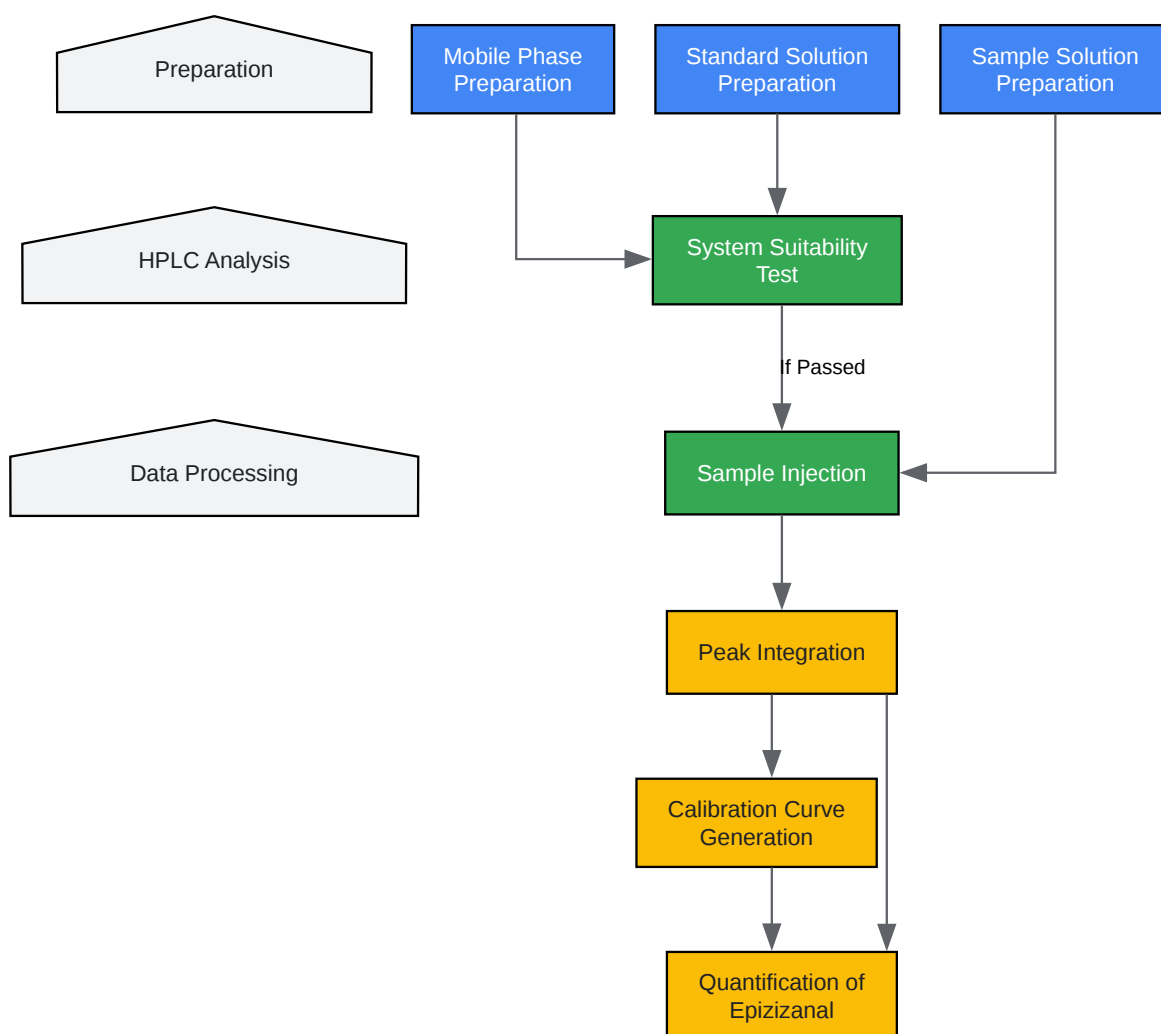 Preparation
Mobile Phase
Preparation
Standard Solution
Preparation
Sample Solution
Preparation
HPLC Analysis
System Suitability
Test
If Passed
Data Processing
Sample Injection
Peak Integration
Calibration Curve
Generation
Quantification of
Epizizanal